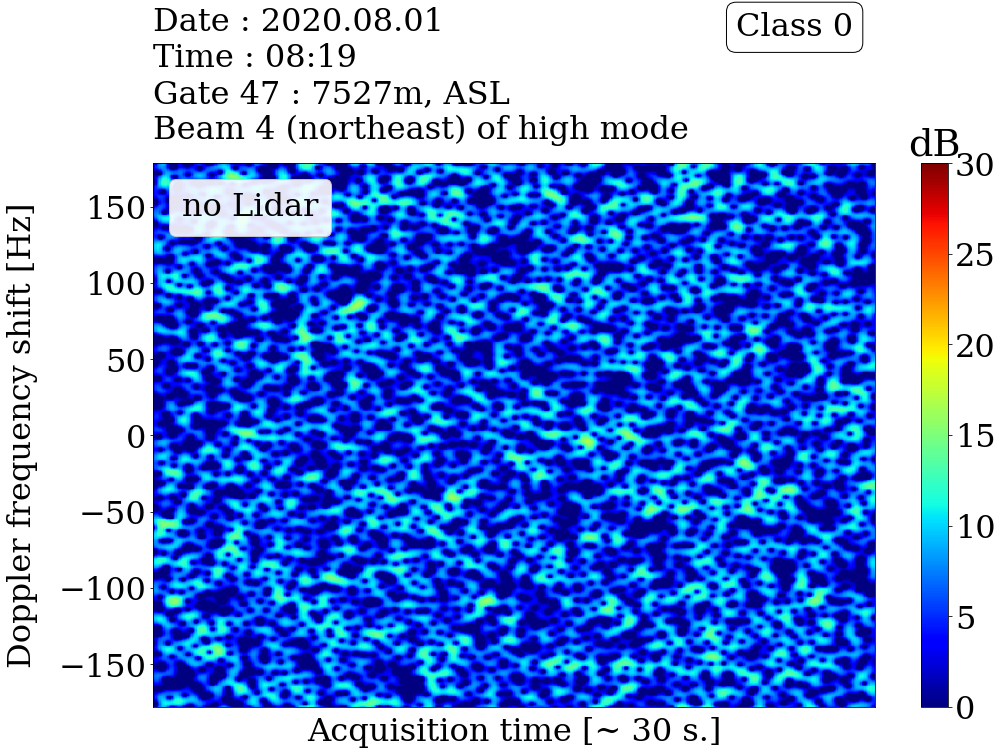 Date : 2020.08.01
Time : 08:19
Gate 47 : 7527m, ASL
Beam 4 (northeast) of high mode
Class 0
no Lidar
Doppler frequency shift [Hz]
150
100
50
0
−50
−100
−150
Acquisition time [~ 30 s.]
dB
30
25
20
15
10
5
0